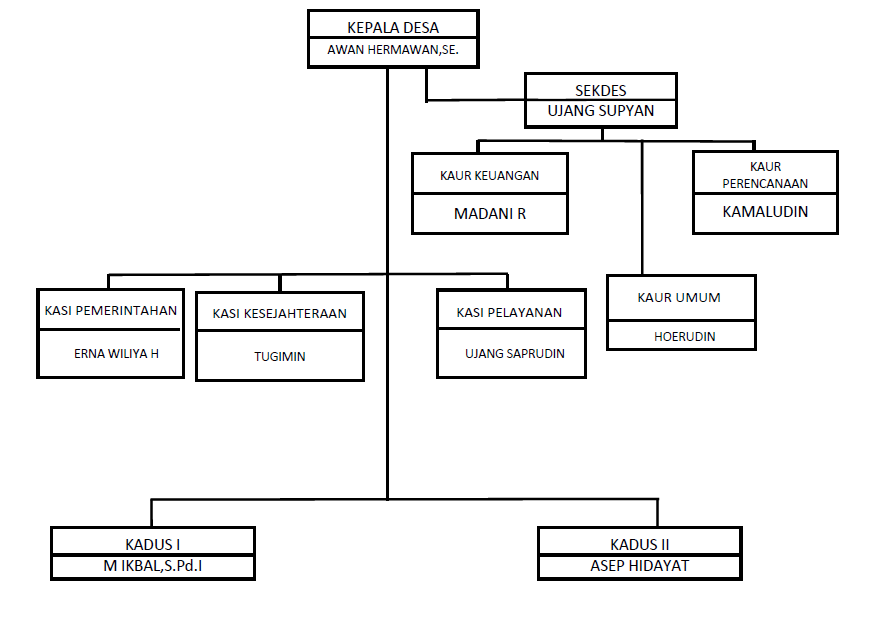 KEPALA DESA
AWAN HERMAWAN,SE.
SEKDES
UJANG SUPYAN
KAUR KEUANGAN
MADANI R
KAUR
PERENCANAAN
KAMALUDIN
KASI PEMERINTAHAN
ERNA WILIYA H
KASI KESEJAHTERAAN
TUGIMIN
KASI PELAYANAN
UJANG SAPRUDIN
KAUR UMUM
HOERUDIN
KADUS I
M IKBAL,S.Pd.I
KADUS II
ASEP HIDAYAT